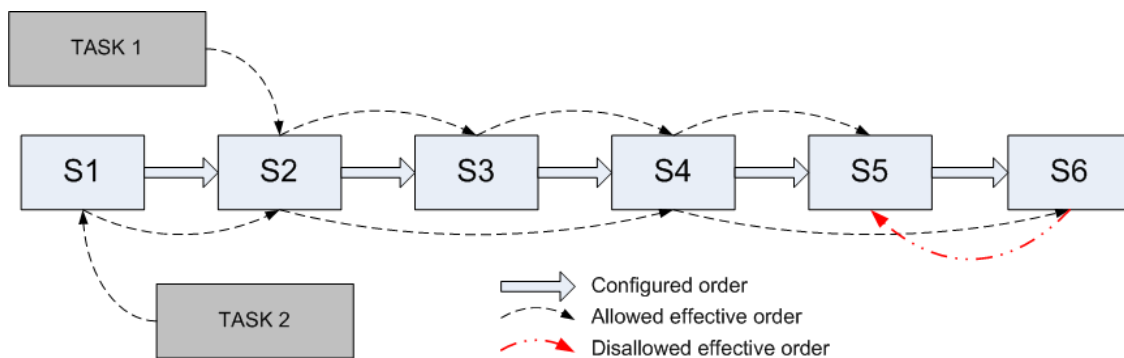 TASK 1
S1
S2
S3
S4
S5
S6
TASK 2
Configured order
Allowed effective order
Disallowed effective order